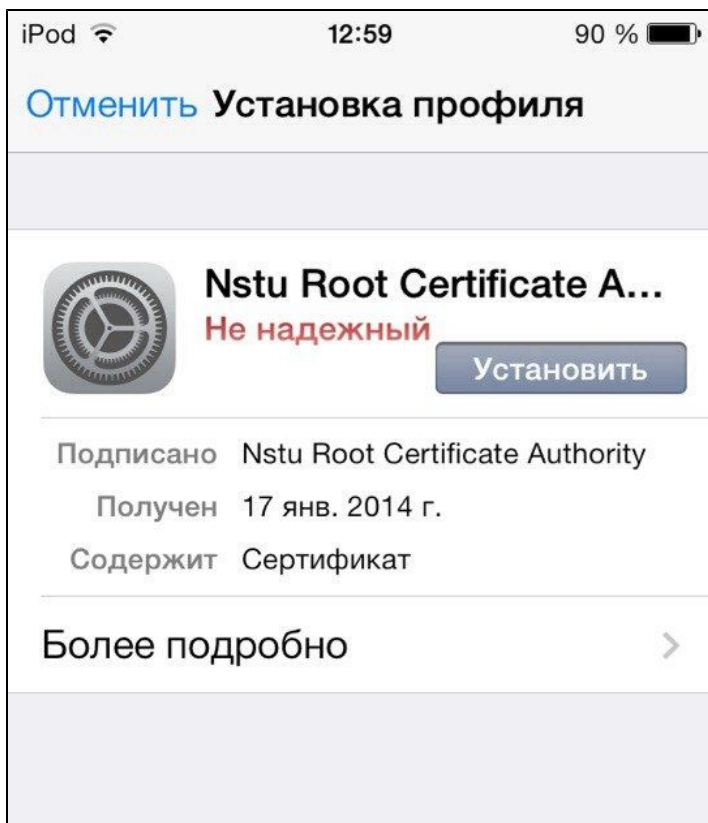 iPod 12:59 90 %
Отменить Установка профиля
Nstu Root Certificate A...
Не надежный
Установить
Подписано Nstu Root Certificate Authority
Получен 17 янв. 2014 г.
Содержит Сертификат
Более подробно